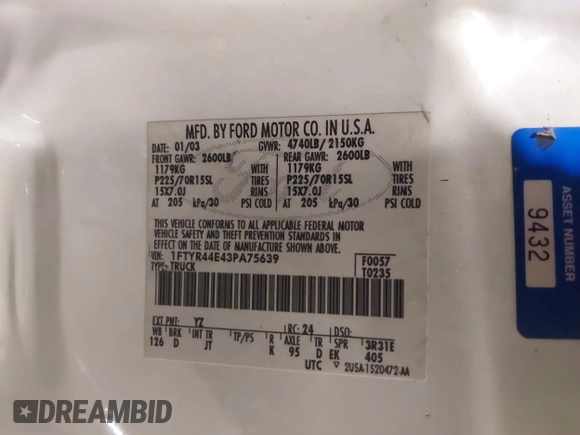 MFD. BY FORD MOTOR CO. IN U.S.A.
DATE: 01/03 GVWR: 4740LB/ 2150KG
FRONT GAWR: 2600LB REAR GAWR: 2600LB
1179KG WITH 1179KG WITH
P225/70R15SL TIRES P225/70R15SL TIRES
15X7.0J RIMS 15X7.0J RIMS
AT 205 kPa/30 PSI COLD AT 205 kPa/30 PSI COLD
THIS VEHICLE CONFORMS TO ALL APPLICABLE FEDERAL MOTOR
VEHICLE SAFETY AND THEFT PREVENTION STANDARDS IN
EFFECT ON THE DATE OF MANUFACTURE SHOWN ABOVE.
VIN: 1FTYR44E43PA75639 F0057
TYPE: TRUCK T0235
EXT PNT: YZ RC: 24 DSO:
WB BRK INT TR TP/PS R AXLE TR SPR 3R31E
126 D JT K 95 D EK 405
UTC 2U5A-1520472-AA
ASSET NUMBER
9432
DREAMBID